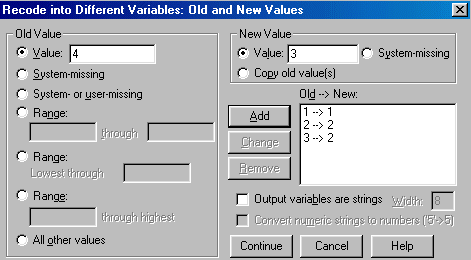 Recode into Different Variables: Old and New Values
Old Value
Value: 4
System-missing
System- or user-missing
Range:
through
Range:
Lowest through
Range:
through highest
All other values
New Value
Value: 3 System-missing
Copy old value(s)
Old --> New:
Add
Change
Remove
1 --> 1
2 --> 2
3 --> 2
Output variables are strings Width: 8
Convert numeric strings to numbers ('5'->5)
Continue Cancel Help